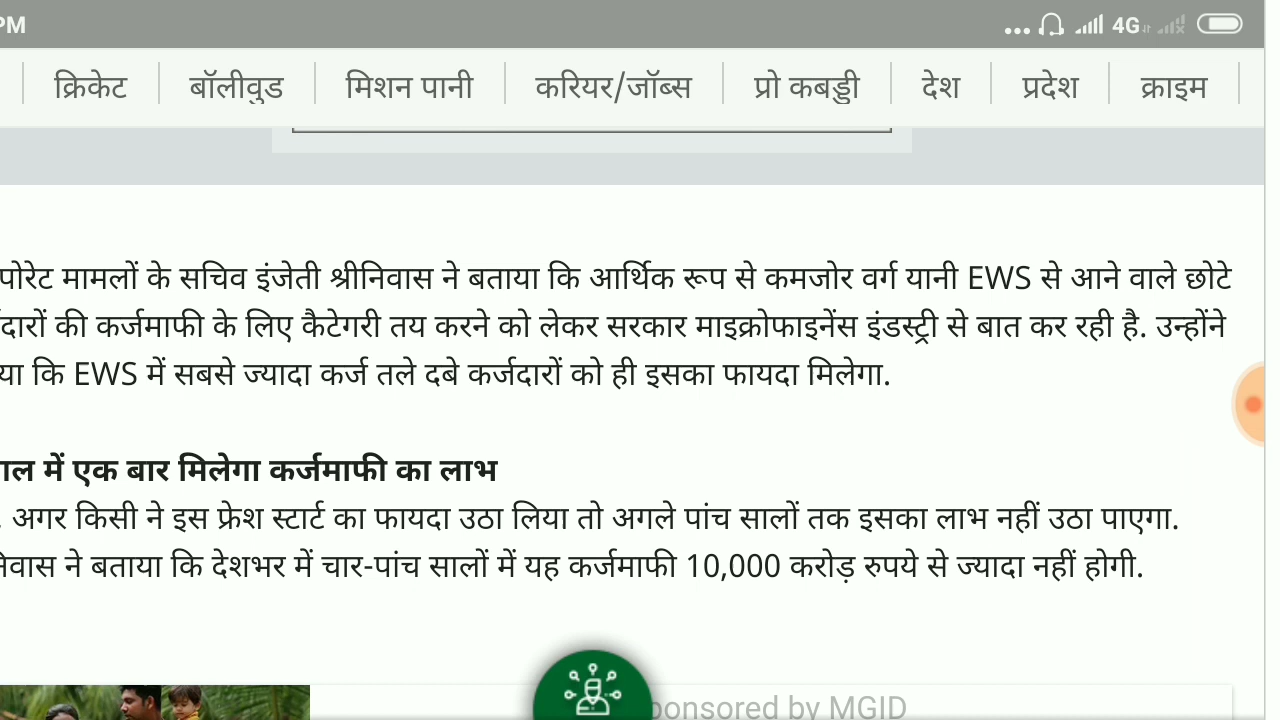 PM
4G
क्रिकेट बॉलीवुड मिशन पानी करियर/जॉब्स प्रो कबड्डी देश प्रदेश क्राइम
मामलों के सचिव इंजेती श्रीनिवास ने बताया कि आर्थिक रूप से कमजोर वर्ग यानी EWS से आने वाले छोटे
की कर्जमाफी के लिए कैटेगरी तय करने को लेकर सरकार माइक्रोफाइनेंस इंडस्ट्री से बात कर रही है. उन्होंने
कि EWS में सबसे ज्यादा कर्ज तले दबे कर्जदारों को ही इसका फायदा मिलेगा.
में एक बार मिलेगा कर्जमाफी का लाभ
अगर किसी ने इस फ्रेश स्टार्ट का फायदा उठा लिया तो अगले पांच सालों तक इसका लाभ नहीं उठा पाएगा.
ने बताया कि देशभर में चार-पांच सालों में यह कर्जमाफी 10,000 करोड़ रुपये से ज्यादा नहीं होगी.
by MGID